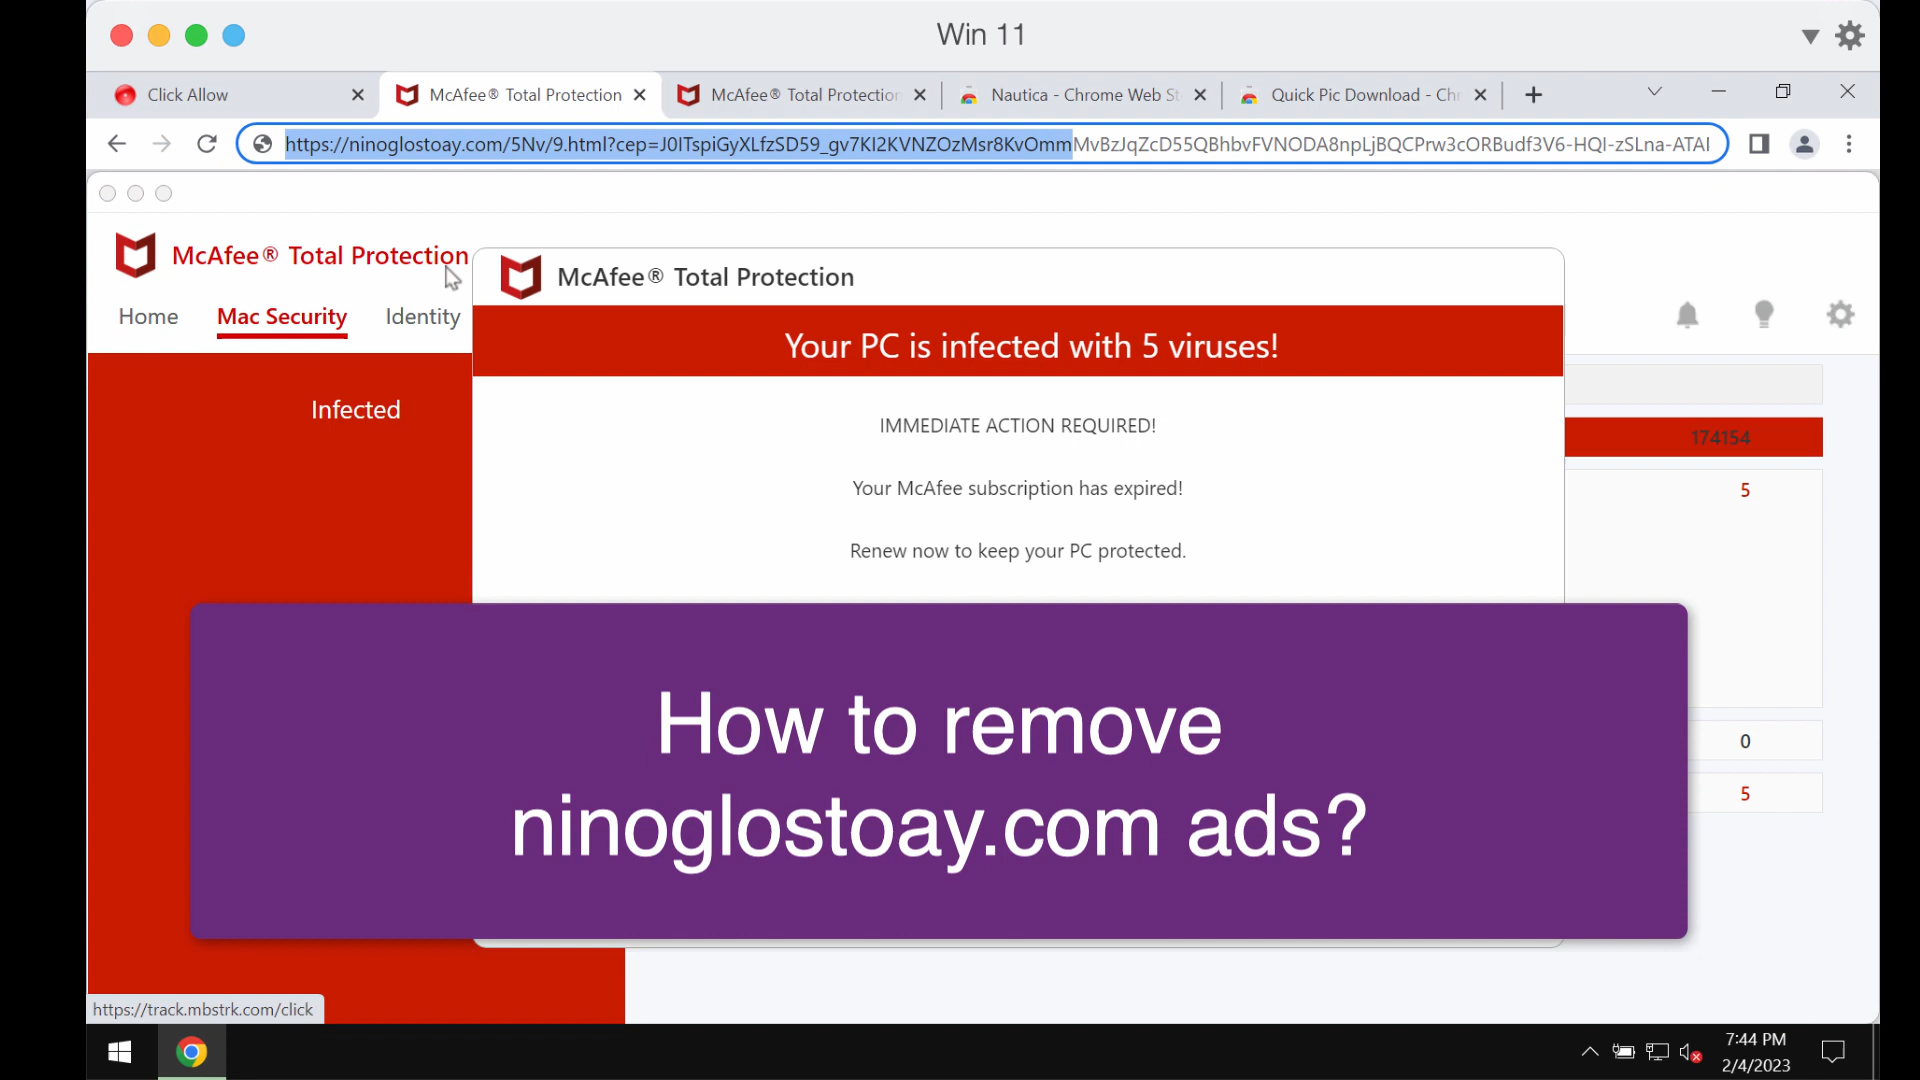 Win 11
Click Allow
McAfee® Total Protection
McAfee® Total Protection
Nautica - Chrome Web St
Quick Pic Download - Ch
https://ninoglostoay.com/5Nv/9.html?cep=J0ITspiGyXLfzSD59_gv7KI2KVNZOzMsr8KvOmmMvBzJqZcD55QBhbvFVNODA8npLjBQCPrw3cORBudf3V6-HQI-zSLna-ATAI
McAfee® Total Protection
Home Mac Security Identity
McAfee® Total Protection
Your PC is infected with 5 viruses!
Infected
IMMEDIATE ACTION REQUIRED!
174154
Your McAfee subscription has expired!
5
Renew now to keep your PC protected.
How to remove
ninoglostoay.com ads?
0
5
https://track.mbstrk.com/click
7:44 PM
2/4/2023